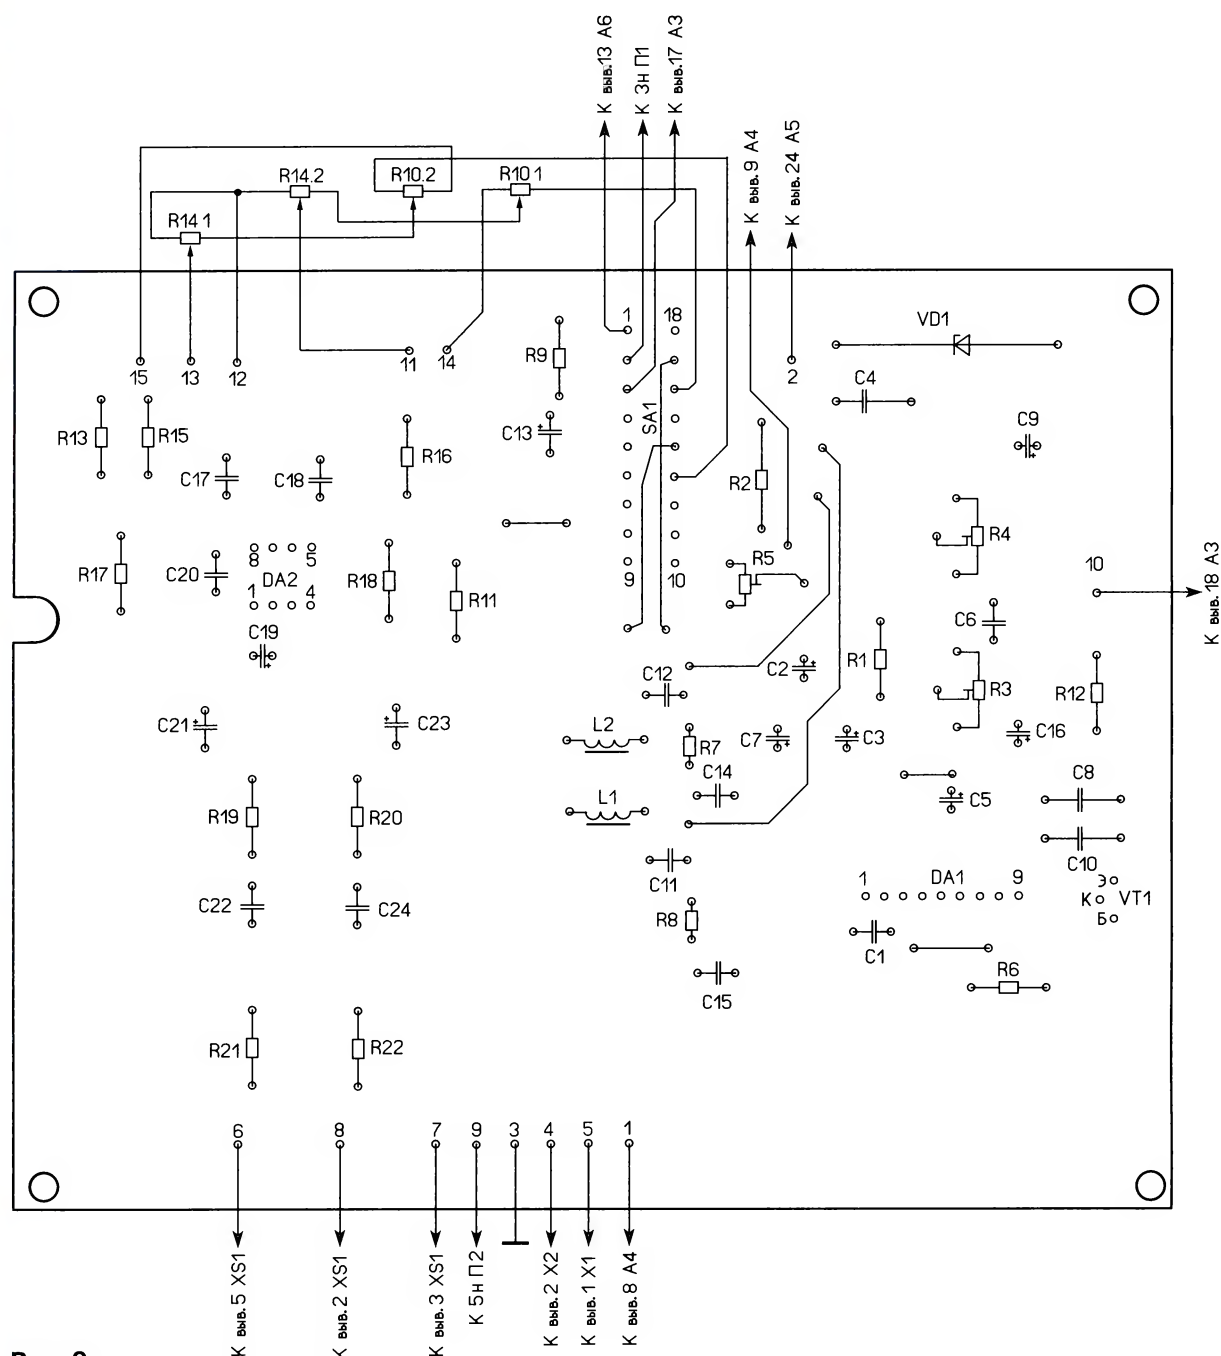 К выв.13 А6
К 3н П1
К выв.17 А3
К выв.9 А4
К выв.24 А5
R14.2
R10.2
R10 1
R14 1
1
18
VD1
15
13
12
11
14
R9
2
C4
SA1
C9
R13
R15
R16
C13
C17
C18
R2
R4
R17
C20
8
5
DA2
1
4
R18
R11
9
10
R5
10
К выв.18 А3
C19
C6
C12
C2
R1
R3
R12
C21
C23
L2
R7
C7
C3
C16
C14
L1
C8
C5
R19
R20
C10
C11
1
DA1
9
Э
К
VT1
Б
C22
C24
R8
C1
C15
R6
R21
R22
6
8
7
9
3
4
5
1
К выв.5 XS1
К выв.2 XS1
К выв.3 XS1
К 5н П2
К выв.2 X2
К выв.1 X1
К выв.8 А4